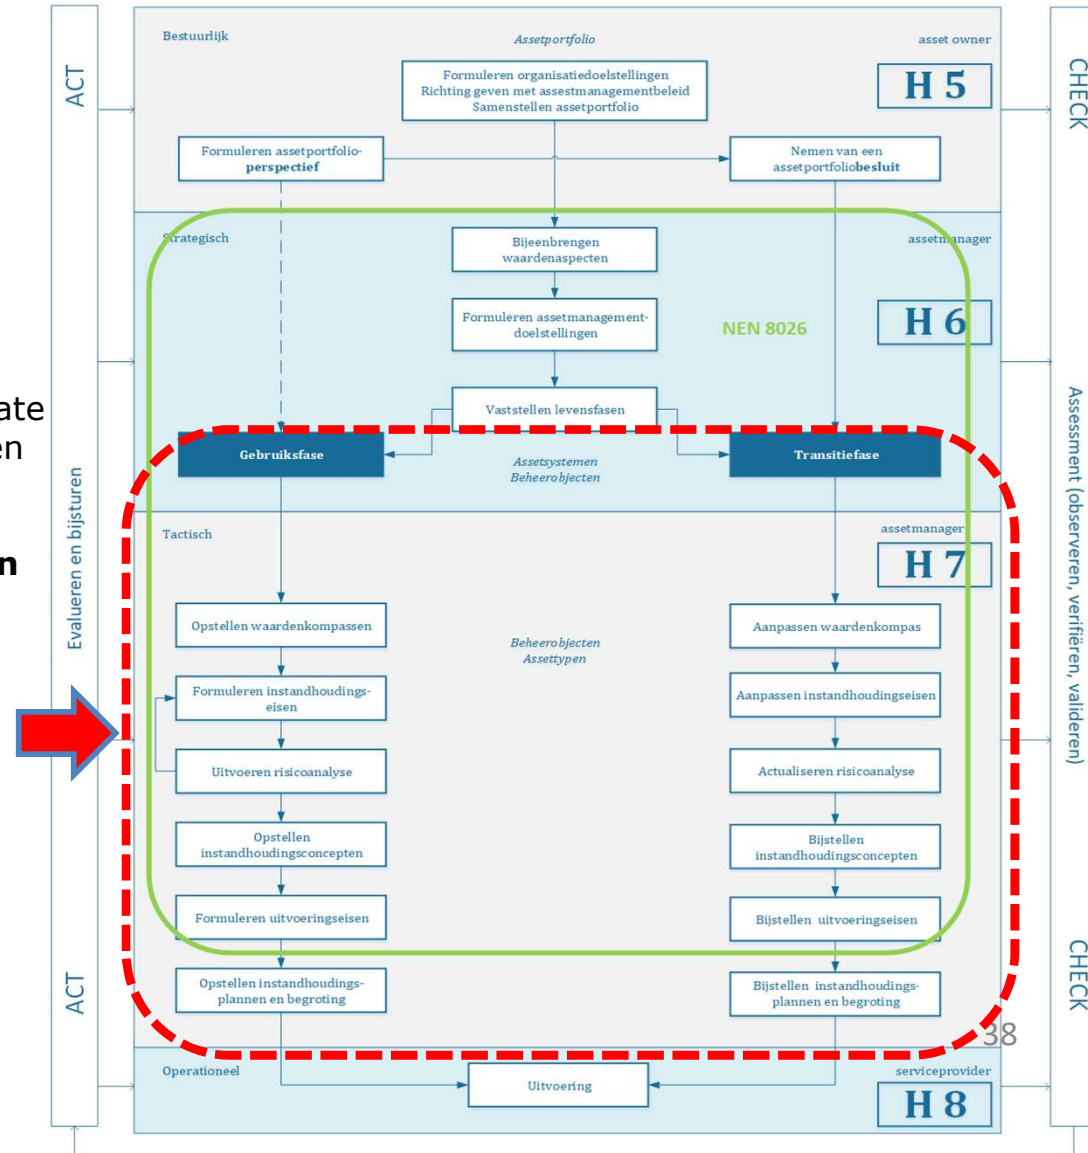 ACT
Evalueren en bijsturen
ACT
ate
en
n
Bestuurlijk
Assetportfolio
asset owner
H 5
Formuleren organisatiedoelstellingen
Richting geven met assestmanagementbeleid
Samenstellen assetportfolio
Formuleren assetportfolio-
perspectief
Nemen van een
assetportfoliobesluit
Strategisch
assetmanager
Bijeenbrengen
waardenaspecten
H 6
Formuleren assetmanagement-
doelstellingen
NEN 8026
Vaststellen levensfasen
Gebruiksfase
Assetsystemen
Beheerobjecten
Transitiefase
Tactisch
assetmanager
H 7
Opstellen waardenkompassen
Beheerobjecten
Assettypen
Aanpassen waardenkompas
Formuleren instandhoudings-
eisen
Aanpassen instandhoudingseisen
Uitvoeren risicoanalyse
Actualiseren risicoanalyse
Opstellen
instandhoudingsconcepten
Bijstellen
instandhoudingsconcepten
Formuleren uitvoeringseisen
Bijstellen uitvoeringseisen
Opstellen instandhoudings-
plannen en begroting
Bijstellen instandhoudings-
plannen en begroting
38
Operationeel
Uitvoering
serviceprovider
H 8
CHECK
Assessment (observeren, verifiëren, valideren)
CHECK